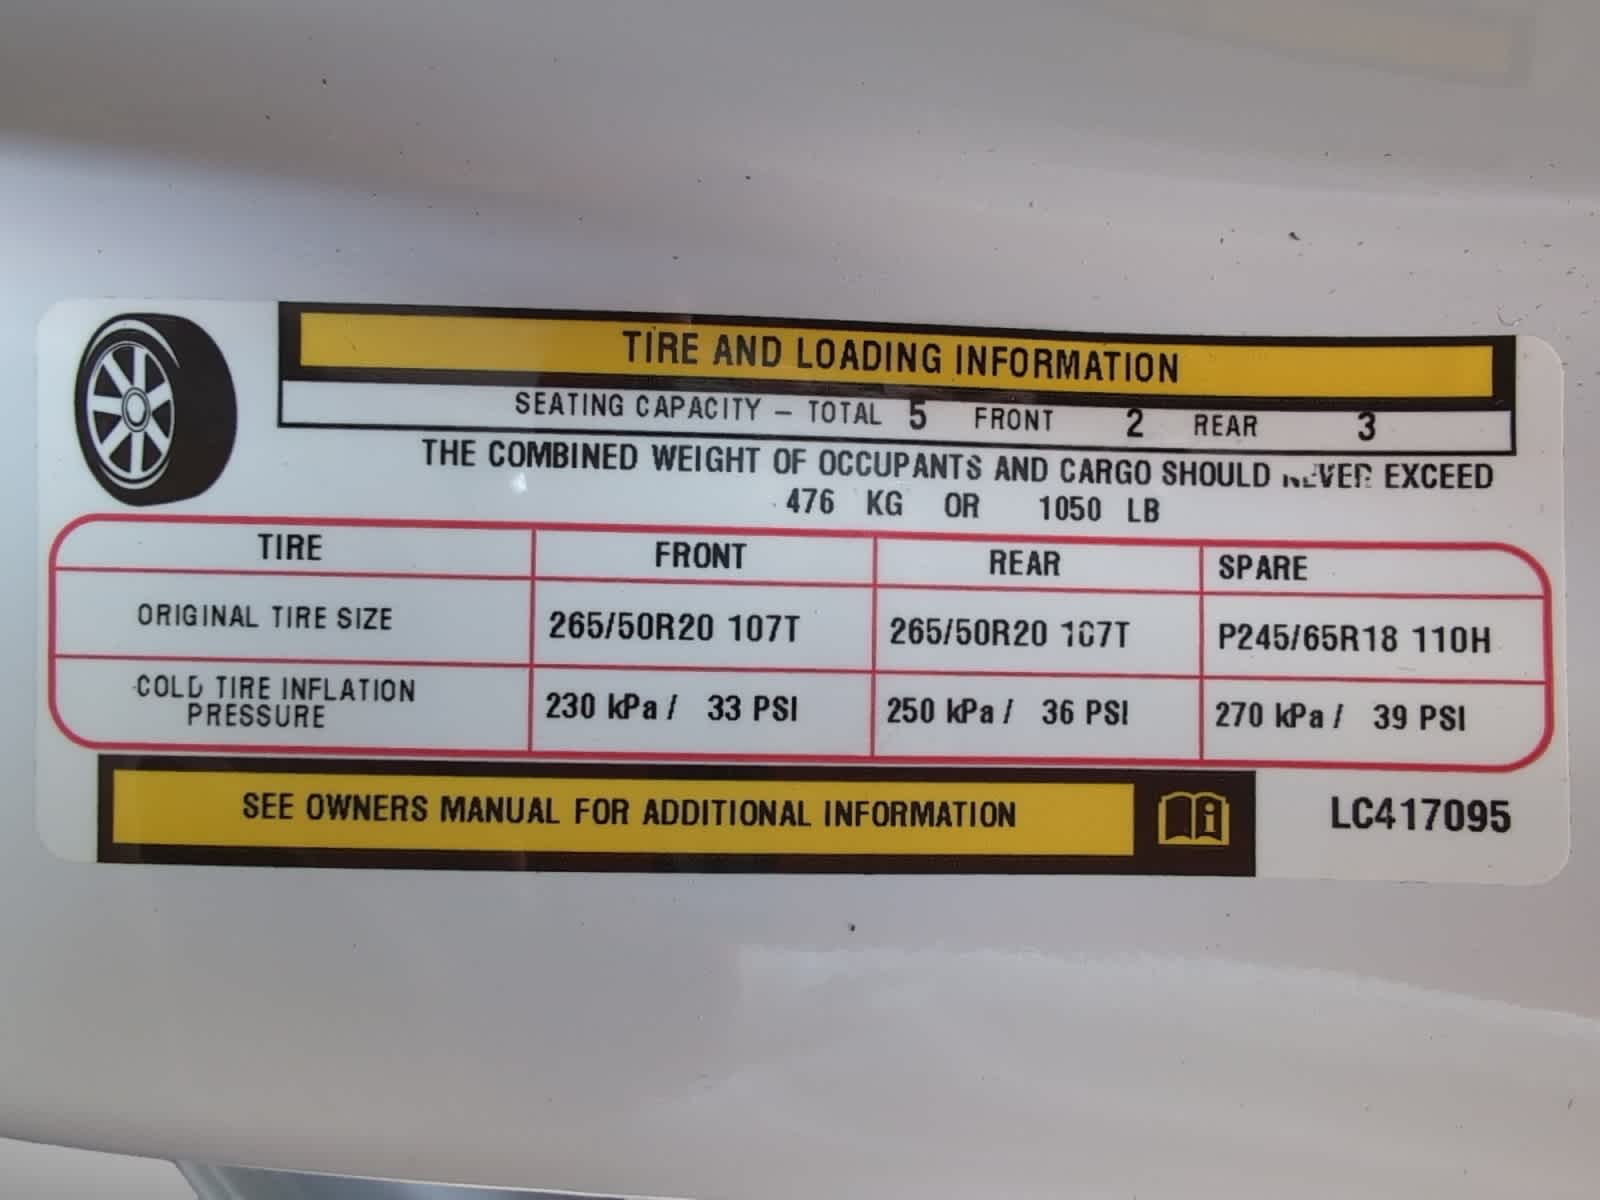 TIRE AND LOADING INFORMATION
SEATING CAPACITY – TOTAL 5 FRONT 2 REAR 3
THE COMBINED WEIGHT OF OCCUPANTS AND CARGO SHOULD NEVER EXCEED
476 KG OR 1050 LB
TIRE FRONT REAR SPARE
ORIGINAL TIRE SIZE 265/50R20 107T 265/50R20 107T P245/65R18 110H
COLD TIRE INFLATION
PRESSURE 230 kPa / 33 PSI 250 kPa / 36 PSI 270 kPa / 39 PSI
SEE OWNERS MANUAL FOR ADDITIONAL INFORMATION
LC417095